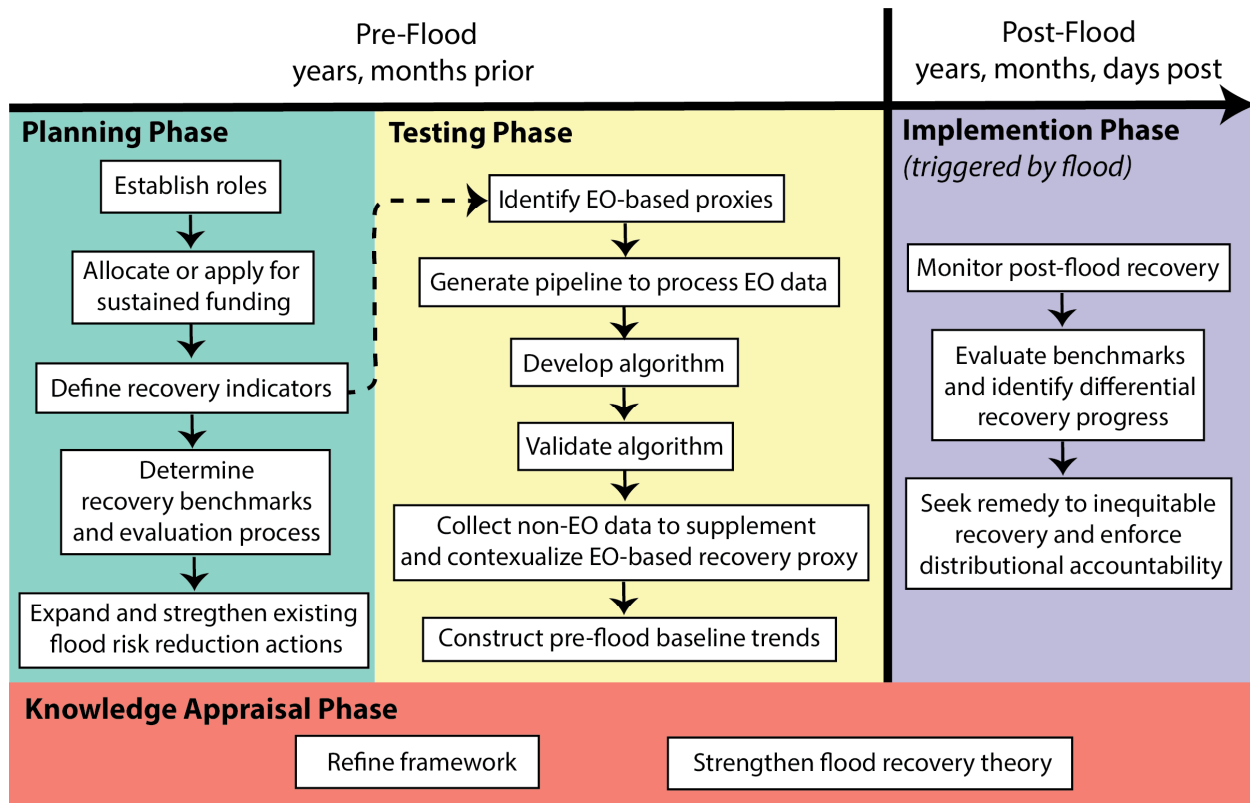 Pre-Flood
years, months prior
Post-Flood
years, months, days post
Planning Phase
Establish roles
Allocate or apply for
sustained funding
Define recovery indicators
Determine
recovery benchmarks
and evaluation process
Expand and stregthen existing
flood risk reduction actions
Testing Phase
Identify EO-based proxies
Generate pipeline to process EO data
Develop algorithm
Validate algorithm
Collect non-EO data to supplement
and contexualize EO-based recovery proxy
Construct pre-flood baseline trends
Implemention Phase
(triggered by flood)
Monitor post-flood recovery
Evaluate benchmarks
and identify differential
recovery progress
Seek remedy to inequitable
recovery and enforce
distributional accountability
Knowledge Appraisal Phase
Refine framework
Strengthen flood recovery theory